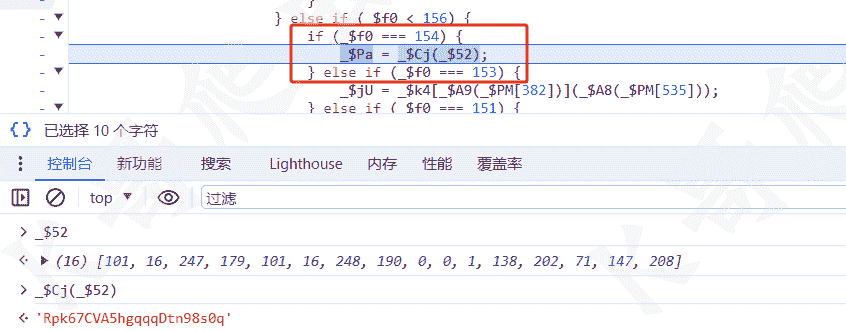 }
} else if (_$f0 < 156) {
if (_$f0 === 154) {
_$Pa = _$Cj(_$52);
} else if (_$f0 === 153) {
_$jU = _$k4[_$A9(_$PM[382])](_$A8(_$PM[535]));
} else if (_$f0 === 151) {
{} 已选择 10 个字符
控制台 新功能 搜索 Lighthouse 内存 性能 覆盖率
top 过滤
> _$52
(16) [101, 16, 247, 179, 101, 16, 248, 190, 0, 0, 1, 138, 202, 71, 147, 208]
> _$Cj(_$52)
'Rpk67CVA5hgqqqDtn98s0q'